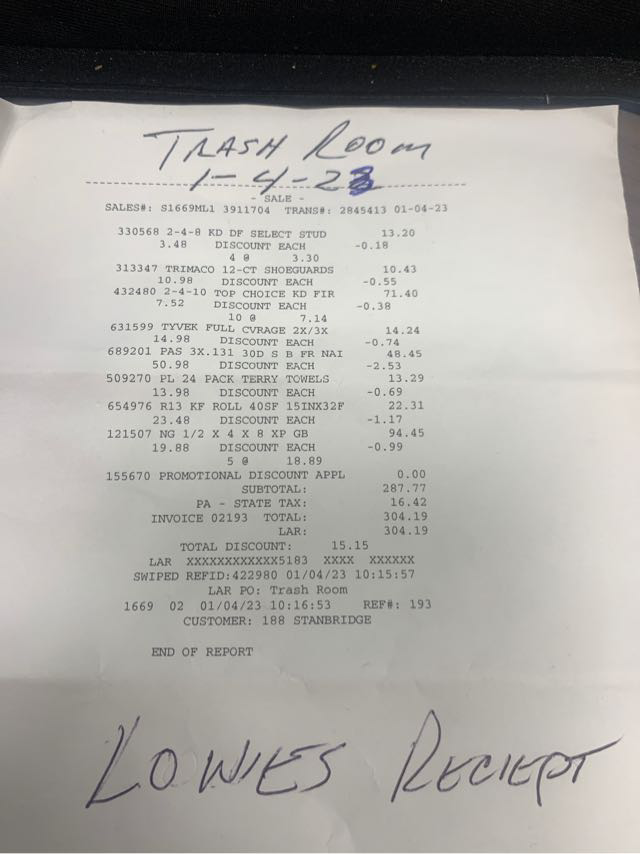 TRASH ROOM
1-4-23
- SALE -
SALES#: S1669ML1 3911704 TRANS#: 2845413 01-04-23
330568 2-4-8 KD DF SELECT STUD 13.20
3.48 DISCOUNT EACH -0.18
4 @ 3.30
313347 TRIMACO 12-CT SHOEGUARDS 10.43
10.98 DISCOUNT EACH -0.55
432480 2-4-10 TOP CHOICE KD FIR 71.40
7.52 DISCOUNT EACH -0.38
10 @ 7.14
631599 TYVEK FULL CVRAGE 2X/3X 14.24
14.98 DISCOUNT EACH -0.74
689201 PAS 3X.131 30D S B FR NAI 48.45
50.98 DISCOUNT EACH -2.53
509270 PL 24 PACK TERRY TOWELS 13.29
13.98 DISCOUNT EACH -0.69
654976 R13 KF ROLL 40SF 15INX32F 22.31
23.48 DISCOUNT EACH -1.17
121507 NG 1/2 X 4 X 8 XP GB 94.45
19.88 DISCOUNT EACH -0.99
5 @ 18.89
155670 PROMOTIONAL DISCOUNT APPL 0.00
SUBTOTAL: 287.77
PA - STATE TAX: 16.42
INVOICE 02193 TOTAL: 304.19
LAR: 304.19
TOTAL DISCOUNT: 15.15
LAR XXXXXXXXXXXX5183 XXXX XXXXXX
SWIPED REFID:422980 01/04/23 10:15:57
LAR PO: Trash Room
1669 02 01/04/23 10:16:53 REF#: 193
CUSTOMER: 188 STANBRIDGE
END OF REPORT
LOWIES RECIEPT